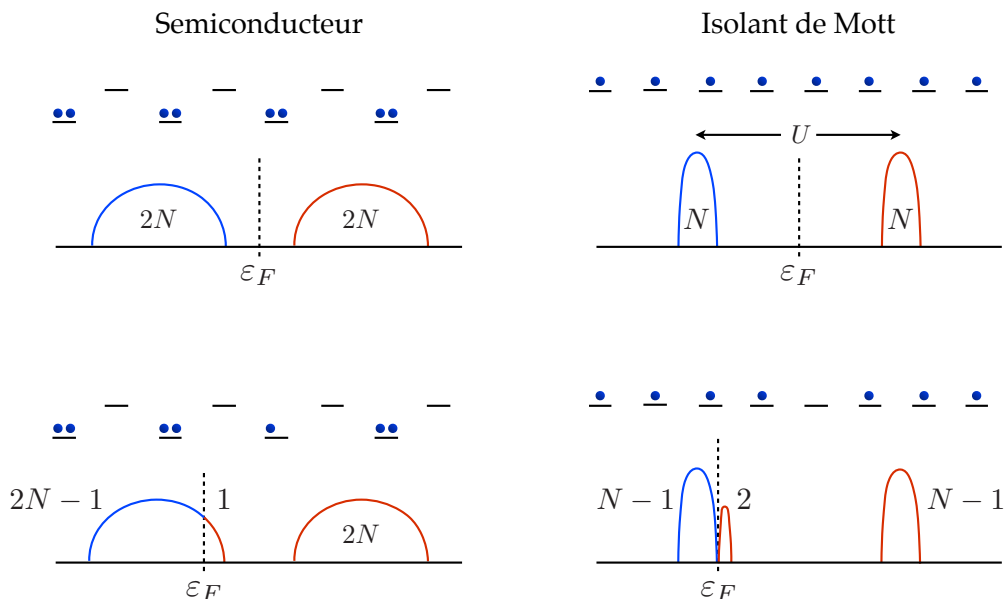 Semiconducteur
Isolant de Mott
U
2N
2N
N
N
ε_F
ε_F
2N − 1
1
2N
N−1
2
N−1
ε_F
ε_F